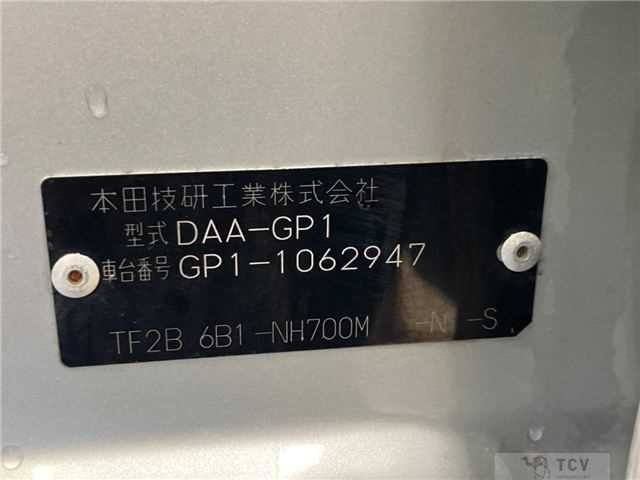 本田技研工業株式会社
型式 DAA-GP1
車台番号 GP1-1062947
TF2B 6B1-NH700M -N -S
TCV